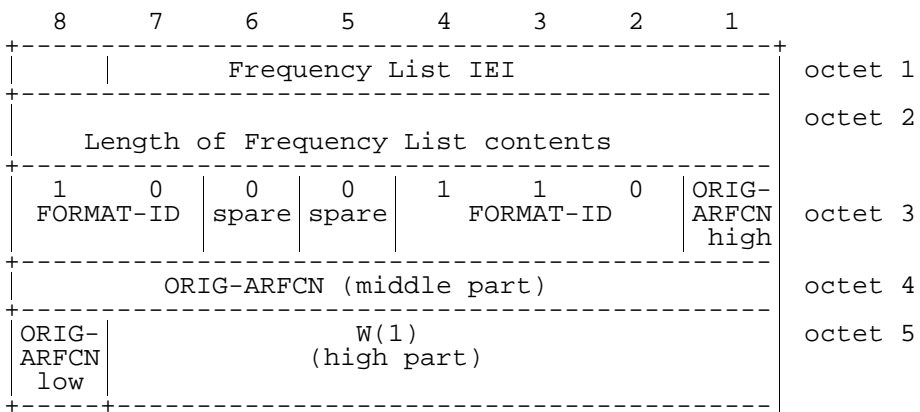 8 7 6 5 4 3 2 1
Frequency List IEI octet 1
octet 2
Length of Frequency List contents
1 0 0 0 1 1 0 ORIG-
FORMAT-ID spare spare FORMAT-ID ARFCN octet 3
high
ORIG-ARFCN (middle part) octet 4
ORIG- W(1) octet 5
ARFCN (high part)
low